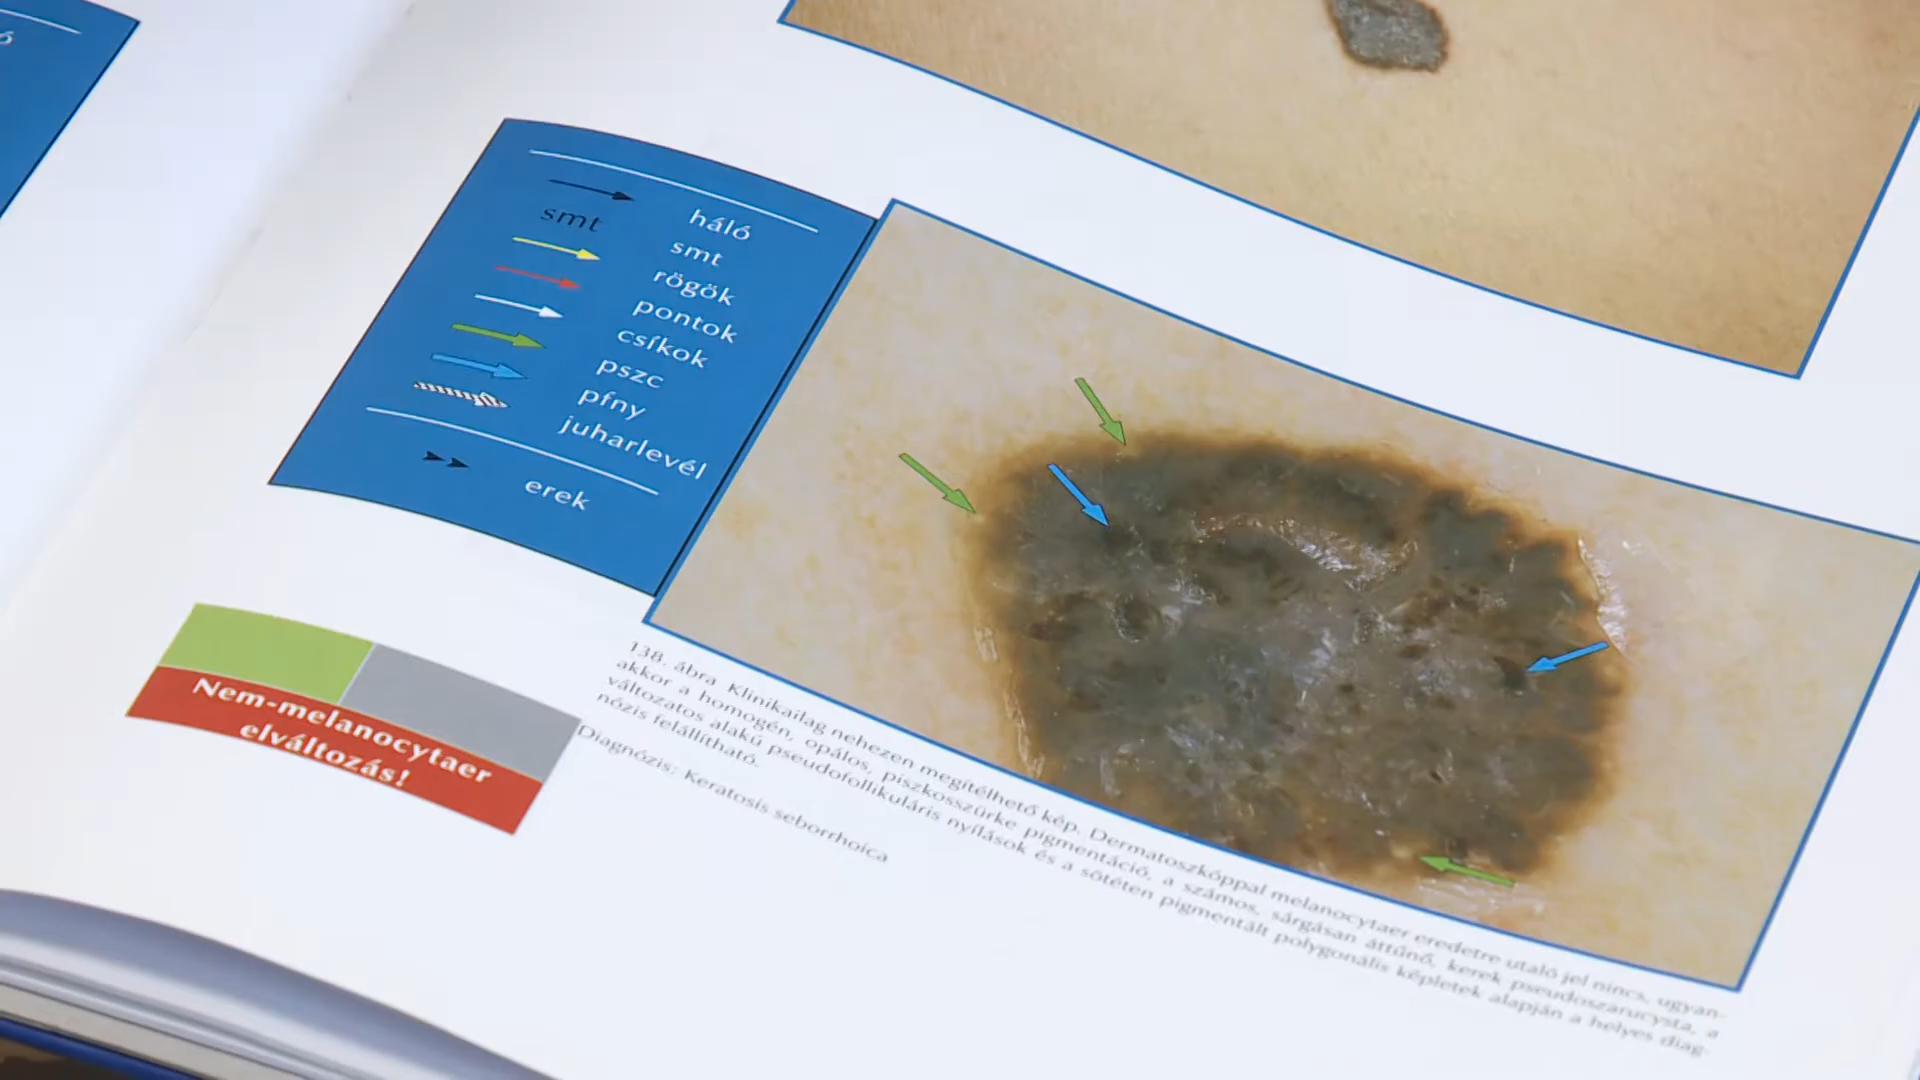 ó
smt
háló
smt
rögök
pontok
csíkok
pszc
pfny
juharlevél
erek
Nem-melanocytaer
elváltozás!
138. ábra Klinikailag nehezen megítélhető kép. Dermatoszkóppal melanocytaer eredetre utaló jel nincs, ugyan-
akkor a homogén, opálos, piszkosszürke pigmentáció, a számos, sárgásan áttűnő, kerek pseudoszarucysta, a
változatos alakú pseudofollikuláris nyílások és a sötéten pigmentált polygonális képletek alapján a helyes diag-
nózis felállítható.
Diagnózis: Keratosis seborrhoica